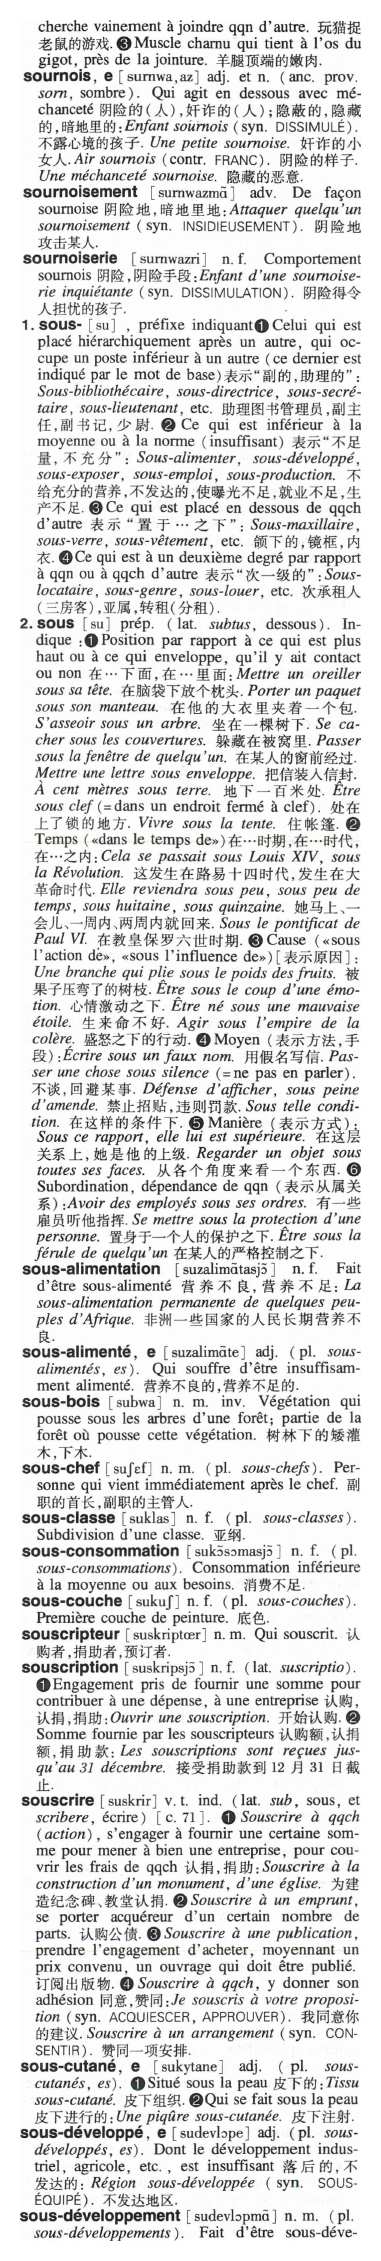 cherche vainement à joindre qqn d'autre. 玩猫捉
老鼠的游戏. ❸ Muscle charnu qui tient à l'os du
gigot, près de la jointure. 羊腿顶端的嫩肉.
sournois, e [surnwa,az] adj. et n. (anc. prov.
sorn, sombre). Qui agit en dessous avec mé-
chanceté 阴险的(人),奸诈的(人);隐蔽的,隐藏
的,暗地里的:Enfant sournois (syn. DISSIMULÉ).
不露心境的孩子. Une petite sournoise. 奸诈的小
女人. Air sournois (contr. FRANC). 阴险的样子.
Une méchanceté sournoise. 隐藏的恶意.
sournoisement [surnwazmɑ̃] adv. De façon
sournoise 阴险地,暗地里地:Attaquer quelqu'un
sournoisement (syn. INSIDIEUSEMENT). 阴险地
攻击某人.
sournoiserie [surnwazri] n. f. Comportement
sournois 阴险,阴险手段:Enfant d'une sournoise-
rie inquiétante (syn. DISSIMULATION). 阴险得令
人担忧的孩子.
1. sous- [su] , préfixe indiquant❶ Celui qui est
placé hiérarchiquement après un autre, qui oc-
cupe un poste inférieur à un autre (ce dernier est
indiqué par le mot de base)表示“副的,助理的”:
Sous-bibliothécaire, sous-directrice, sous-secré-
taire, sous-lieutenant, etc. 助理图书管理员,副主
任,副书记,少尉. ❷ Ce qui est inférieur à la
moyenne ou à la norme (insuffisant) 表示“不足
量,不充分”: Sous-alimenter, sous-développé,
sous-exposer, sous-emploi, sous-production. 不
给充分的营养,不发达的,使曝光不足,就业不足,生
产不足. ❸ Ce qui est placé en dessous de qqch
d'autre 表示“置于…之下”: Sous-maxillaire,
sous-verre, sous-vêtement, etc. 颌下的,镜框,内
衣. ❹Ce qui est à un deuxième degré par rapport
à qqn ou à qqch d'autre 表示“次一级的”:Sous-
locataire, sous-genre, sous-louer, etc. 次承租人
(三房客),亚属,转租(分租).
2. sous [su] prép. (lat. subtus, dessous). In-
dique :❶ Position par rapport à ce qui est plus
haut ou à ce qui enveloppe, qu'il y ait contact
ou non 在…下面,在…里面:Mettre un oreiller
sous sa tête. 在脑袋下放个枕头. Porter un paquet
sous son manteau. 在他的大衣里夹着一个包.
S'asseoir sous un arbre. 坐在一棵树下. Se ca-
cher sous les couvertures. 躲藏在被窝里. Passer
sous la fenêtre de quelqu'un. 在某人的窗前经过.
Mettre une lettre sous enveloppe. 把信装入信封.
À cent mètres sous terre. 地下一百米处. Être
sous clef (=dans un endroit fermé à clef). 处在
上了锁的地方. Vivre sous la tente. 住帐篷. ❷
Temps («dans le temps de»)在…时期,在…时代,
在…之内:Cela se passait sous Louis XIV, sous
la Révolution. 这发生在路易十四时代,发生在大
革命时代. Elle reviendra sous peu, sous peu de
temps, sous huitaine, sous quinzaine. 她马上、一
会儿、一周内、两周内就回来. Sous le pontificat de
Paul VI. 在教皇保罗六世时期. ❸ Cause («sous
l'action de», «sous l'influence de»)[表示原因]:
Une branche qui plie sous le poids des fruits. 被
果子压弯了的树枝. Être sous le coup d'une émo-
tion. 心情激动之下. Être né sous une mauvaise
étoile. 生来命不好. Agir sous l'empire de la
colère. 盛怒之下的行动. ❹ Moyen (表示方法,手
段):Écrire sous un faux nom. 用假名写信. Pas-
ser une chose sous silence (=ne pas en parler).
不谈,回避某事. Défense d'afficher, sous peine
d'amende. 禁止招贴,违则罚款. Sous telle condi-
tion. 在这样的条件下. ❺ Manière (表示方式):
Sous ce rapport, elle lui est supérieure. 在这层
关系上,她是他的上级. Regarder un objet sous
toutes ses faces. 从各个角度来看一个东西. ❻
Subordination, dépendance de qqn (表示从属关
系):Avoir des employés sous ses ordres. 有一些
雇员听他指挥. Se mettre sous la protection d'une
personne. 置身于一个人的保护之下. Être sous la
férule de quelqu'un 在某人的严格控制之下.
sous-alimentation [suzalimɑ̃tasjɔ̃] n. f. Fait
d'être sous-alimenté 营养不良,营养不足: La
sous-alimentation permanente de quelques peu-
ples d'Afrique. 非洲一些国家的人民长期营养不
良.
sous-alimenté, e [suzalimɑ̃te] adj. (pl. sous-
alimentés, es). Qui souffre d'être insuffisam-
ment alimenté. 营养不良的,营养不足的.
sous-bois [subwa] n. m. inv. Végétation qui
pousse sous les arbres d'une forêt; partie de la
forêt où pousse cette végétation. 树林下的矮灌
木,下木.
sous-chef [suʃɛf] n. m. (pl. sous-chefs). Per-
sonne qui vient immédiatement après le chef. 副
职的首长,副职的主管人.
sous-classe [suklas] n. f. (pl. sous-classes).
Subdivision d'une classe. 亚纲.
sous-consommation [sukɔ̃sɔmasjɔ̃] n. f. (pl.
sous-consommations). Consommation inférieure
à la moyenne ou aux besoins. 消费不足.
sous-couche [sukuʃ] n. f. (pl. sous-couches).
Première couche de peinture. 底色.
souscripteur [suskriptœr] n. m. Qui souscrit. 认
购者,捐助者,预订者.
souscription [suskripsjɔ̃] n. f. (lat. suscriptio).
❶Engagement pris de fournir une somme pour
contribuer à une dépense, à une entreprise 认购,
认捐,捐助:Ouvrir une souscription. 开始认购. ❷
Somme fournie par les souscripteurs 认购额,认捐
额,捐助款: Les souscriptions sont reçues jus-
qu'au 31 décembre. 接受捐助款到 12 月 31 日截
止.
souscrire [suskrir] v. t. ind. (lat. sub, sous, et
scribere, écrire) [c. 71]. ❶ Souscrire à qqch
(action), s'engager à fournir une certaine som-
me pour mener à bien une entreprise, pour cou-
vrir les frais de qqch 认捐,捐助:Souscrire à la
construction d'un monument, d'une église. 为建
造纪念碑、教堂认捐. ❷ Souscrire à un emprunt,
se porter acquéreur d'un certain nombre de
parts. 认购公债. ❸ Souscrire à une publication,
prendre l'engagement d'acheter, moyennant un
prix convenu, un ouvrage qui doit être publié.
订阅出版物. ❹ Souscrire à qqch, y donner son
adhésion 同意,赞同:Je souscris à votre proposi-
tion (syn. ACQUIESCER, APPROUVER). 我同意你
的建议. Souscrire à un arrangement (syn. CON-
SENTIR). 赞同一项安排.
sous-cutané, e [sukytane] adj. (pl. sous-
cutanés, es). ❶Situé sous la peau 皮下的:Tissu
sous-cutané. 皮下组织. ❷Qui se fait sous la peau
皮下进行的:Une piqûre sous-cutanée. 皮下注射.
sous-développé, e [sudevlɔpe] adj. (pl. sous-
développés, es). Dont le développement indus-
triel, agricole, etc., est insuffisant 落后的,不
发达的: Région sous-développée (syn. SOUS-
ÉQUIPÉ). 不发达地区.
sous-développement [sudevlɔpmɑ̃] n. m. (pl.
sous-développements). Fait d'être sous-déve-